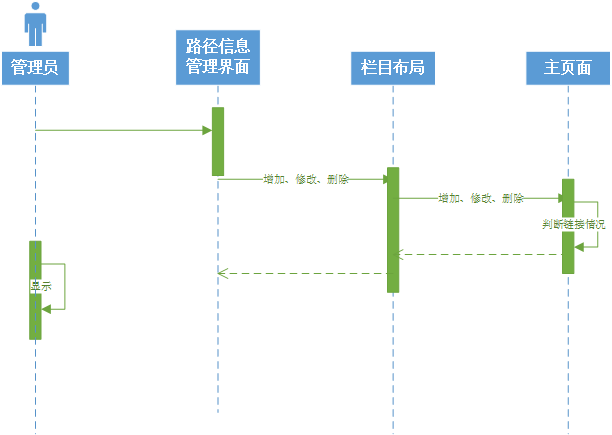 管理员
路径信息
管理界面
栏目布局
主页面
增加、修改、删除
增加、修改、删除
判断链接情况
显示